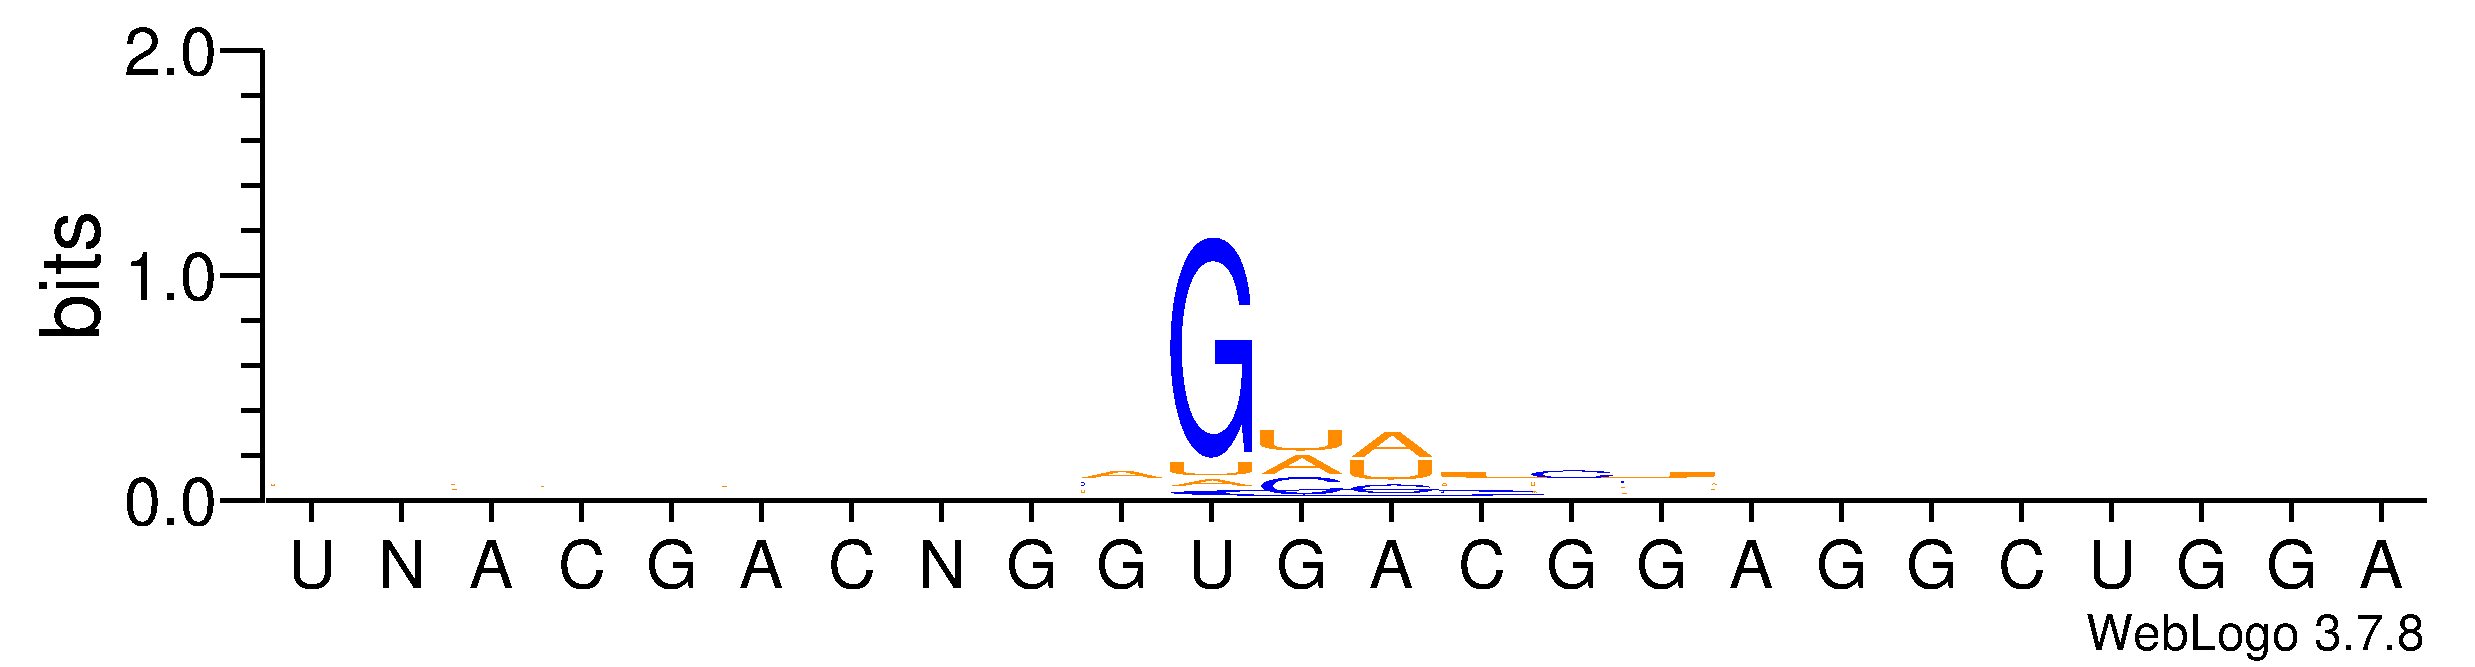 2.0
1.0
0.0
bits
G
U A
U A A U
A C C C
U N A C G A C N G G U G A C G G A G G C U G G A
WebLogo 3.7.8